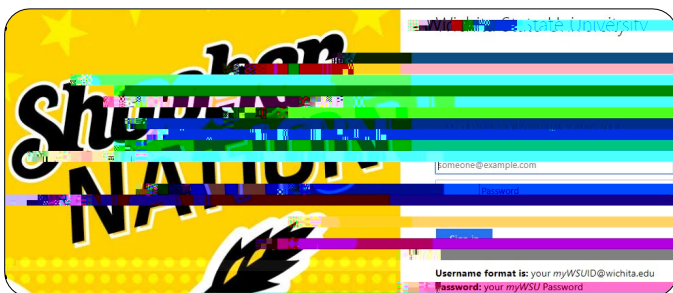 Shocker
NATION
Wichita State University
someone@example.com
Password
Sign in
Username format is: your myWSUID@wichita.edu
Password: your myWSU Password